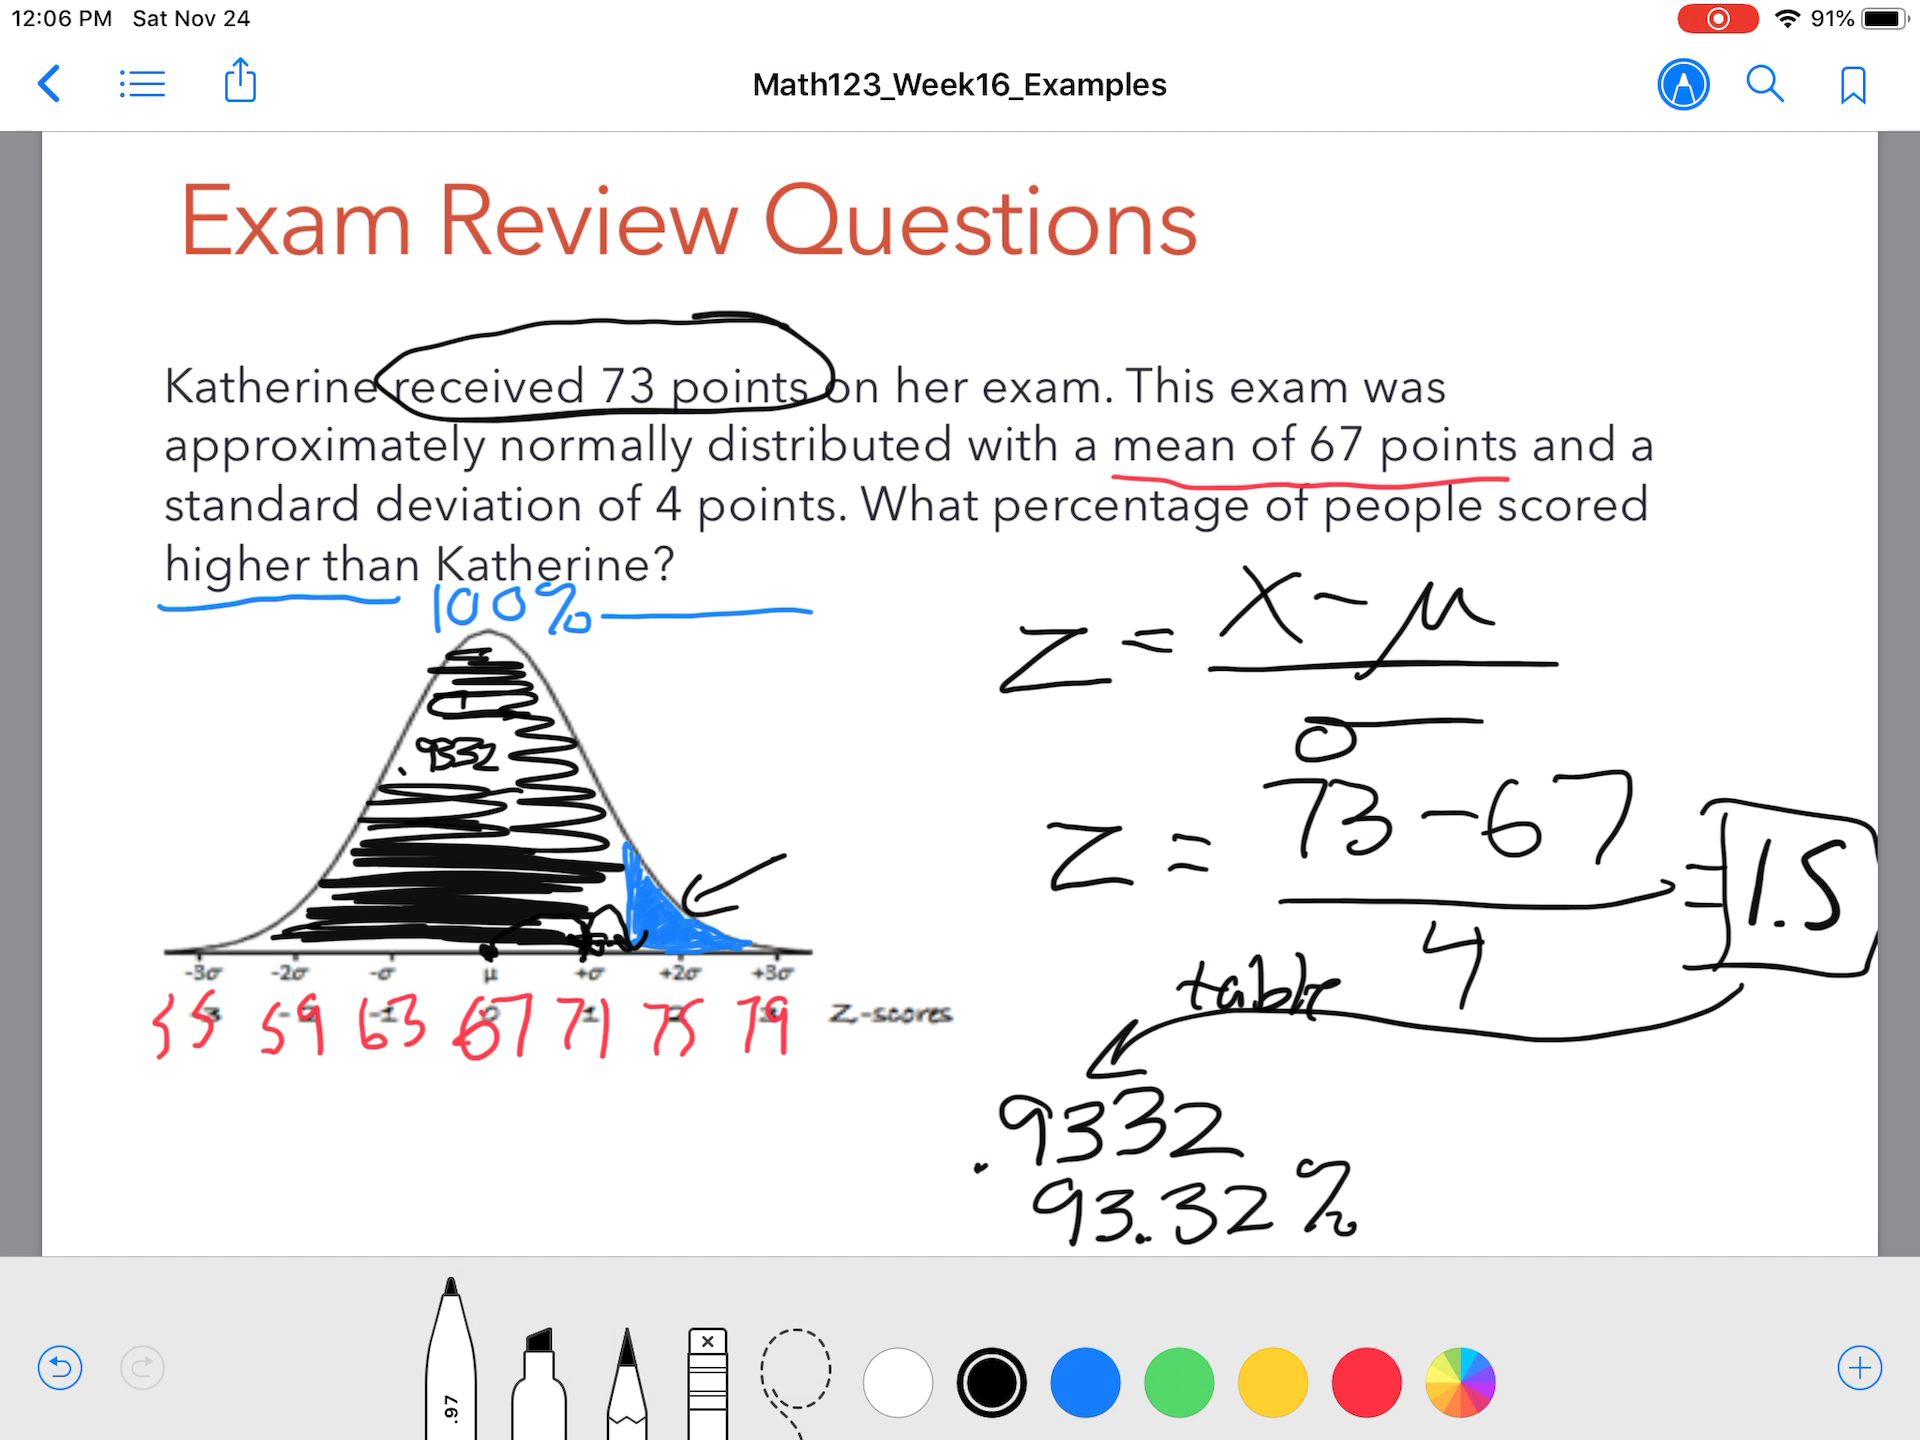 12:06 PM Sat Nov 24
91%
Math123_Week16_Examples
Exam Review Questions
Katherine received 73 points on her exam. This exam was
approximately normally distributed with a mean of 67 points and a
standard deviation of 4 points. What percentage of people scored
higher than Katherine?
100%
z = x - μ
σ
.9332
z = 73 - 67 = 1.5
4
-3σ -2σ -σ μ +σ +2σ +3σ
55 59 63 67 71 75 79 Z-scores
table
.9332
93.32%
.97